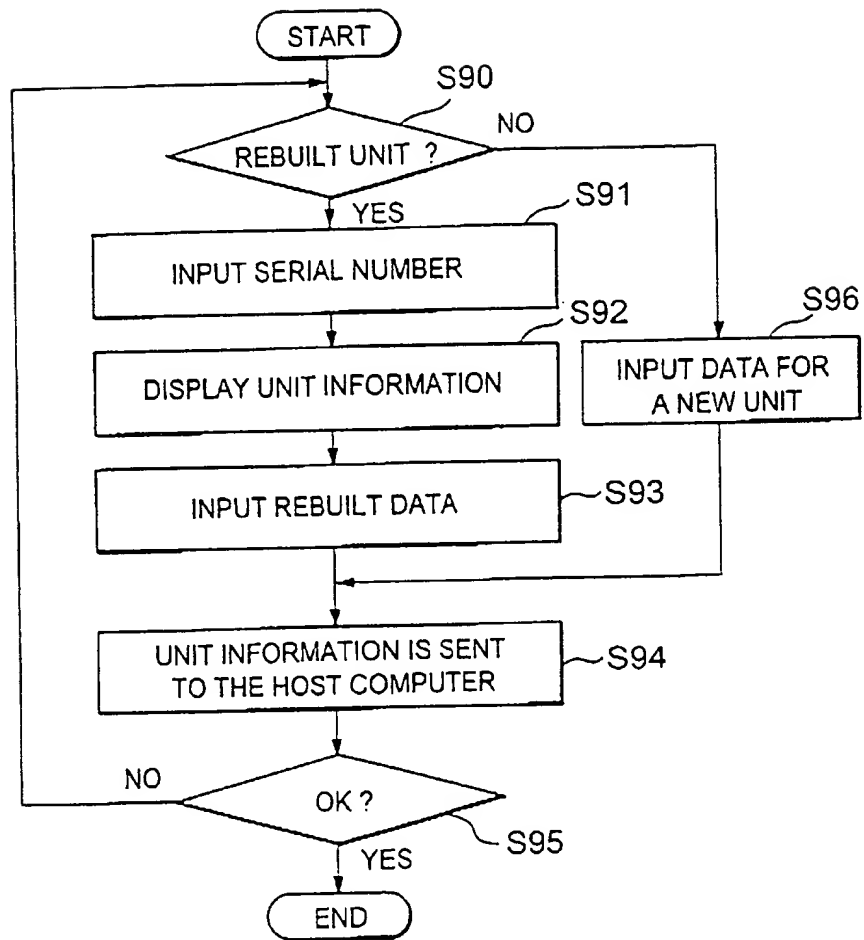 START
S90
NO
REBUILT UNIT ?
YES
S91
INPUT SERIAL NUMBER
S92
S96
DISPLAY UNIT INFORMATION
INPUT DATA FOR
A NEW UNIT
INPUT REBUILT DATA
S93
UNIT INFORMATION IS SENT
TO THE HOST COMPUTER
S94
NO
OK ?
S95
YES
END